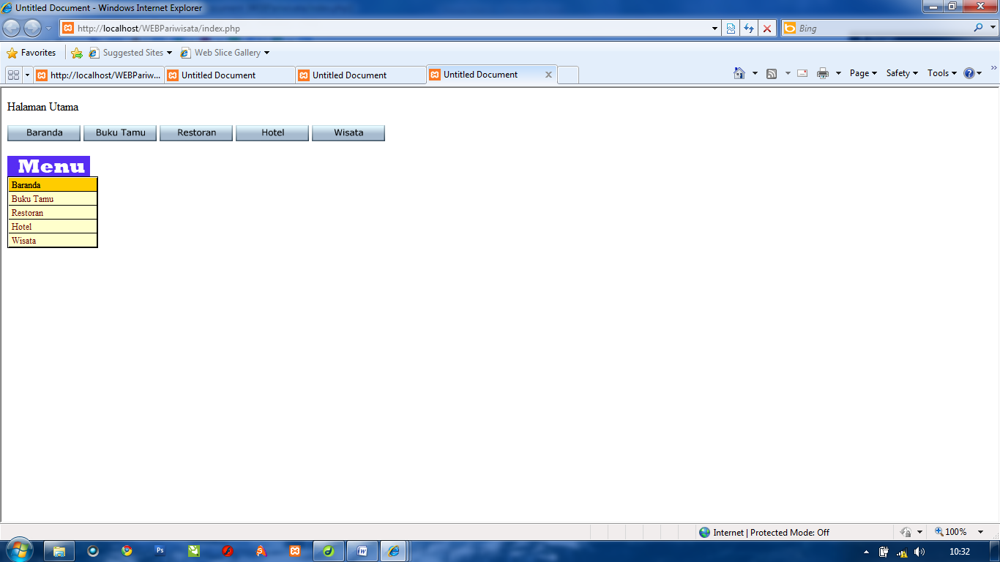 Untitled Document - Windows Internet Explorer
http://localhost/WEBPariwisata/index.php
Bing
Favorites
Suggested Sites
Web Slice Gallery
http://localhost/WEBPariw...
Untitled Document
Untitled Document
Untitled Document
Page
Safety
Tools
Halaman Utama
Baranda
Buku Tamu
Restoran
Hotel
Wisata
Menu
Baranda
Buku Tamu
Restoran
Hotel
Wisata
Internet | Protected Mode: Off
100%
Ps
10:32